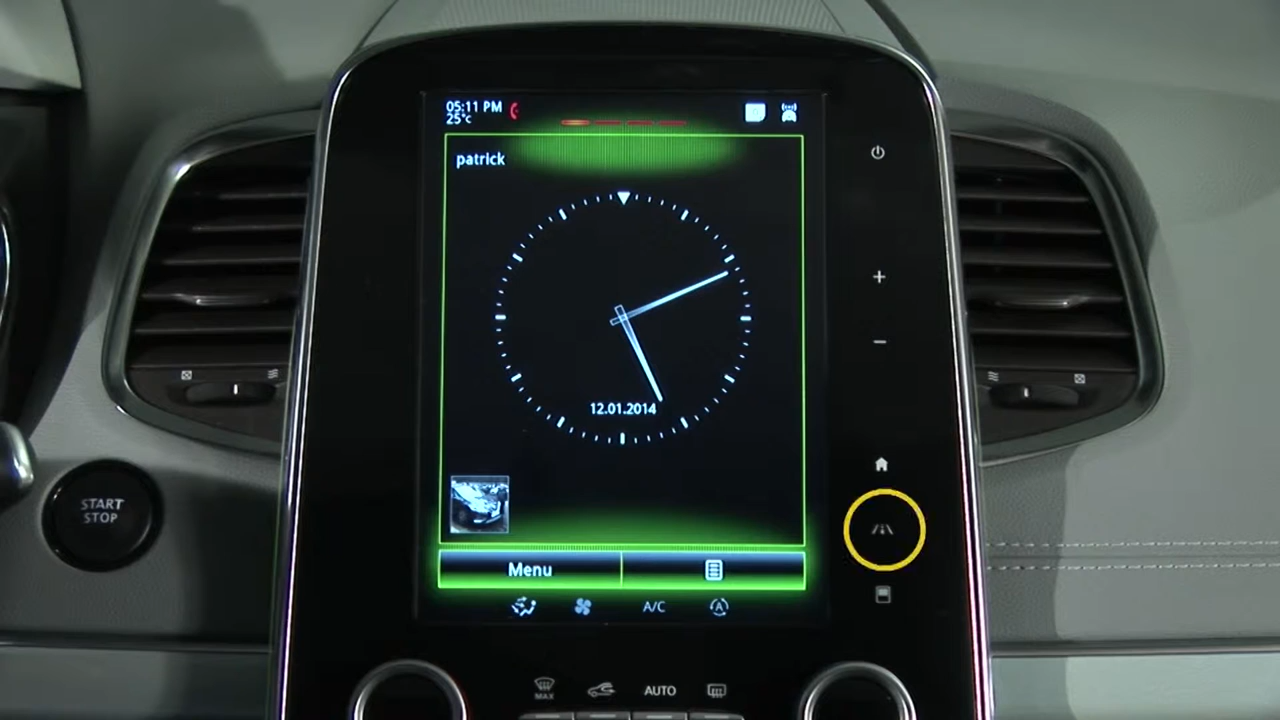 05:11 PM
25°c
patrick
12.01.2014
START
STOP
Menu
A/C
A
MAX
AUTO